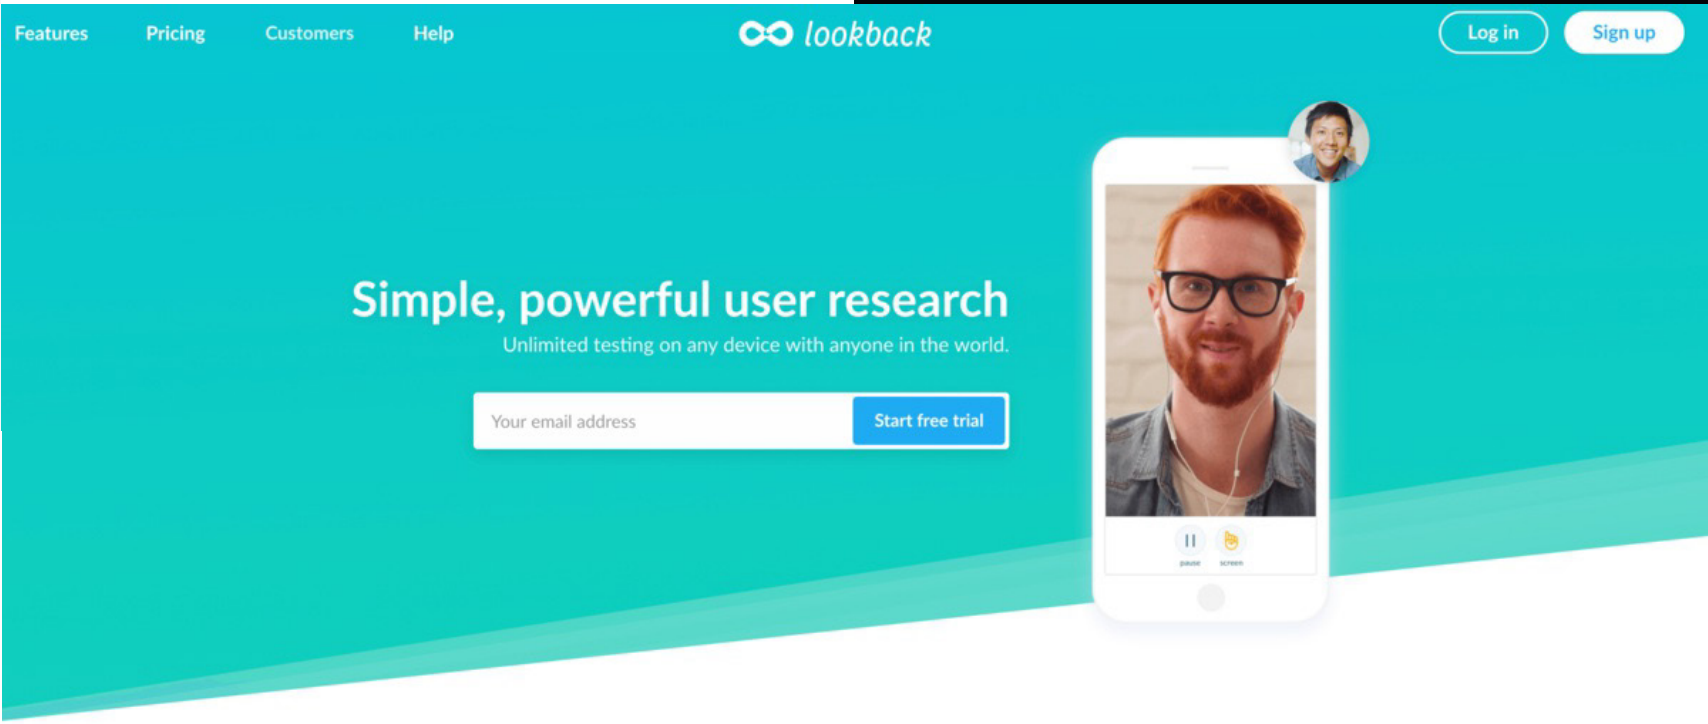 Features
Pricing
Customers
Help
lookback
Log in
Sign up
Simple, powerful user research
Unlimited testing on any device with anyone in the world.
Your email address
Start free trial
pause
screen